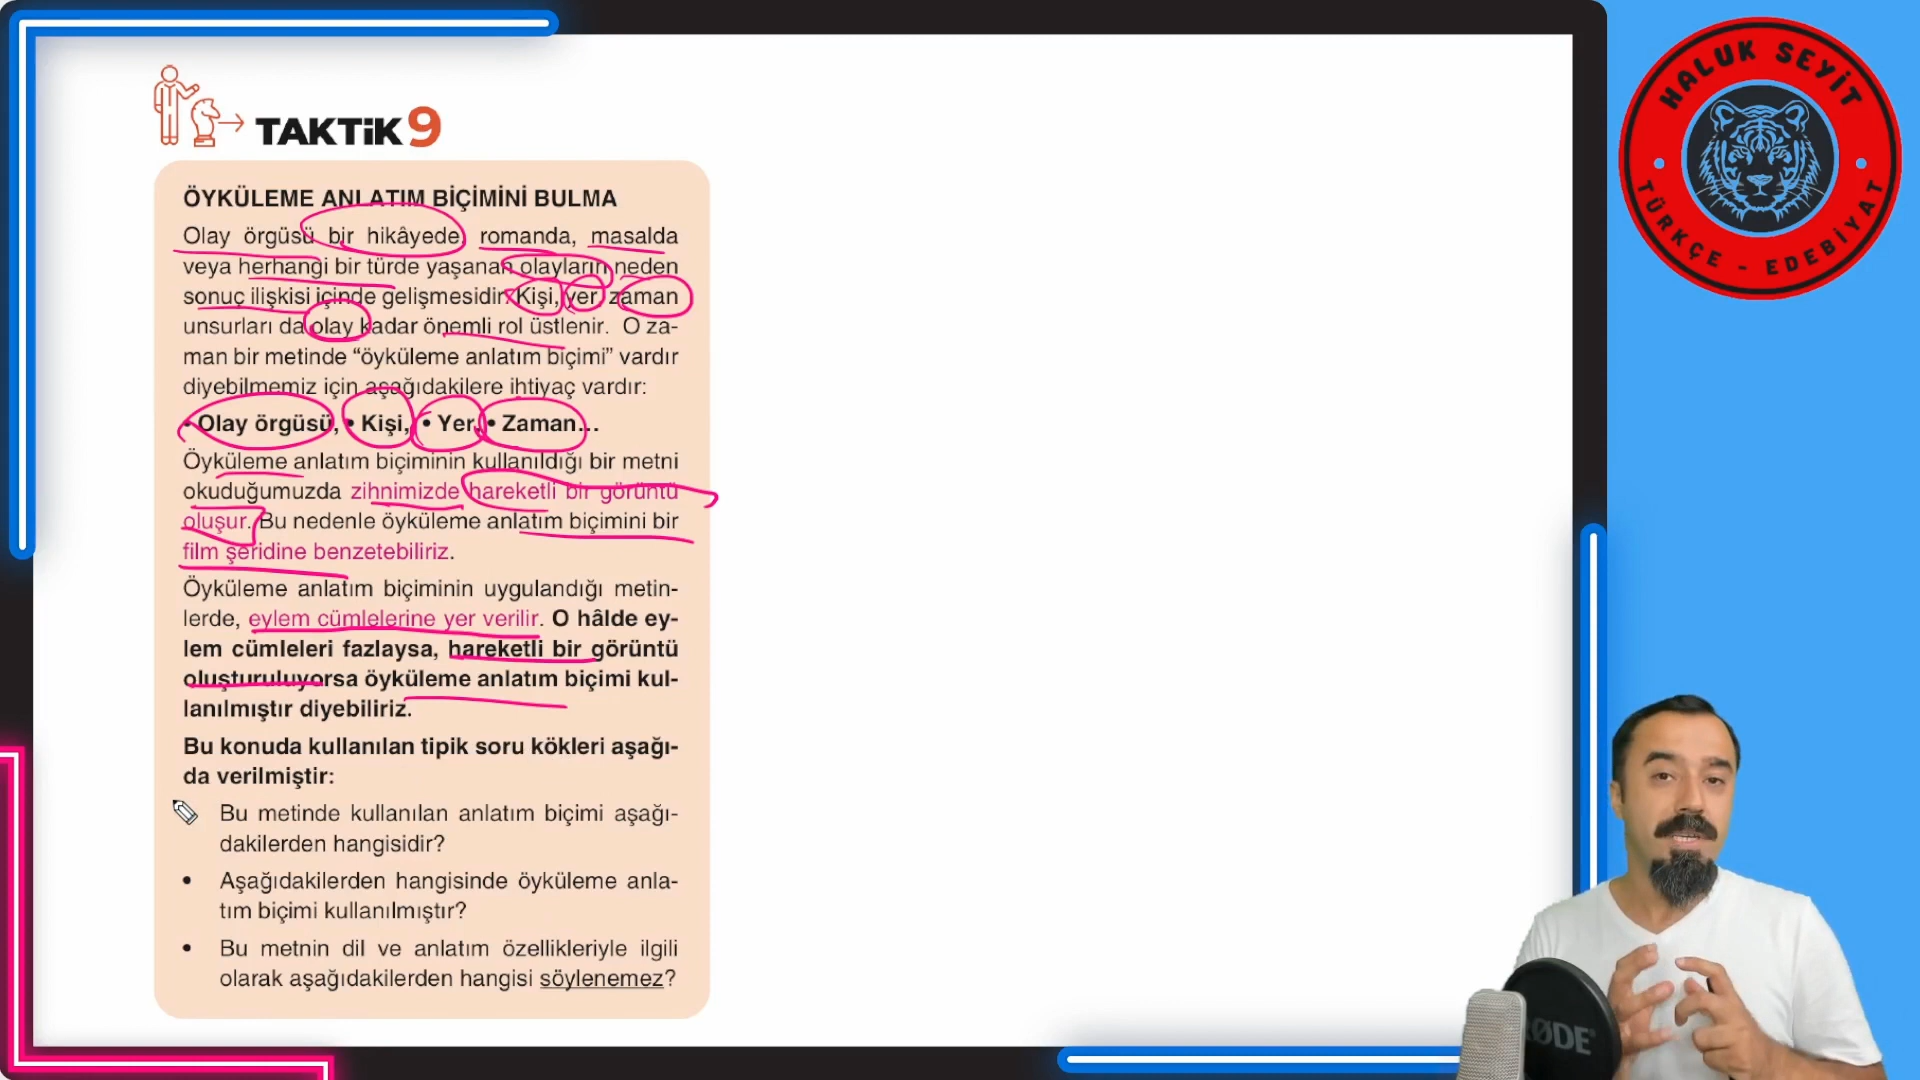 TAKTiK 9
ÖYKÜLEME ANLATIM BİÇİMİNİ BULMA
Olay örgüsü bir hikâyede, romanda, masalda
veya herhangi bir türde yaşanan olayların neden
sonuç ilişkisi içinde gelişmesidir. Kişi, yer, zaman
unsurları da olay kadar önemli rol üstlenir. O za-
man bir metinde “öyküleme anlatım biçimi” vardır
diyebilmemiz için aşağıdakilere ihtiyaç vardır:
• Olay örgüsü, • Kişi, • Yer, • Zaman...
Öyküleme anlatım biçiminin kullanıldığı bir metni
okuduğumuzda zihnimizde hareketli bir görüntü
oluşur. Bu nedenle öyküleme anlatım biçimini bir
film şeridine benzetebiliriz.
Öyküleme anlatım biçiminin uygulandığı metin-
lerde, eylem cümlelerine yer verilir. O hâlde ey-
lem cümleleri fazlaysa, hareketli bir görüntü
oluşturuluyorsa öyküleme anlatım biçimi kul-
lanılmıştır diyebiliriz.
Bu konuda kullanılan tipik soru kökleri aşağı-
da verilmiştir:
Bu metinde kullanılan anlatım biçimi aşağı-
dakilerden hangisidir?
• Aşağıdakilerden hangisinde öyküleme anla-
tım biçimi kullanılmıştır?
• Bu metnin dil ve anlatım özellikleriyle ilgili
olarak aşağıdakilerden hangisi söylenemez?
HALUK SEYİT
TÜRKÇE - EDEBİYAT
RØDE